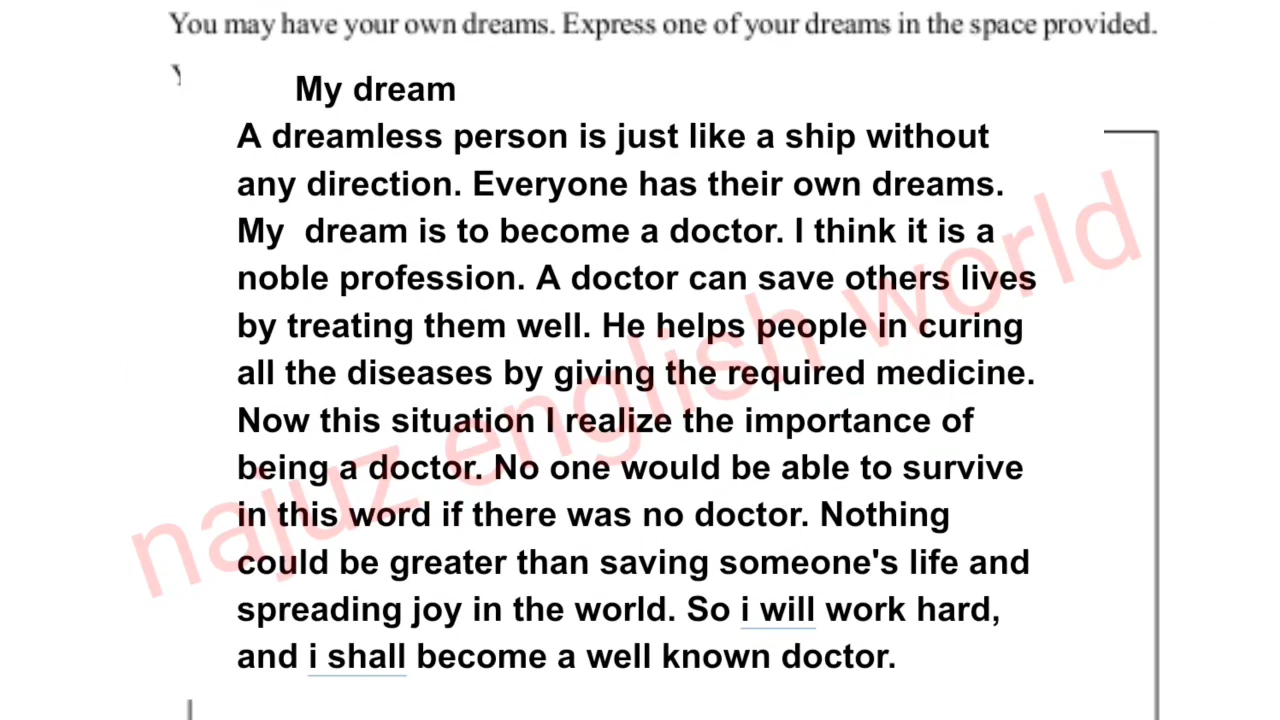 You may have your own dreams. Express one of your dreams in the space provided.
My dream
A dreamless person is just like a ship without
any direction. Everyone has their own dreams.
My  dream is to become a doctor. I think it is a
noble profession. A doctor can save others lives
by treating them well. He helps people in curing
all the diseases by giving the required medicine.
Now this situation I realize the importance of
being a doctor. No one would be able to survive
in this word if there was no doctor. Nothing
could be greater than saving someone's life and
spreading joy in the world. So i will work hard,
and i shall become a well known doctor.
najuz english world